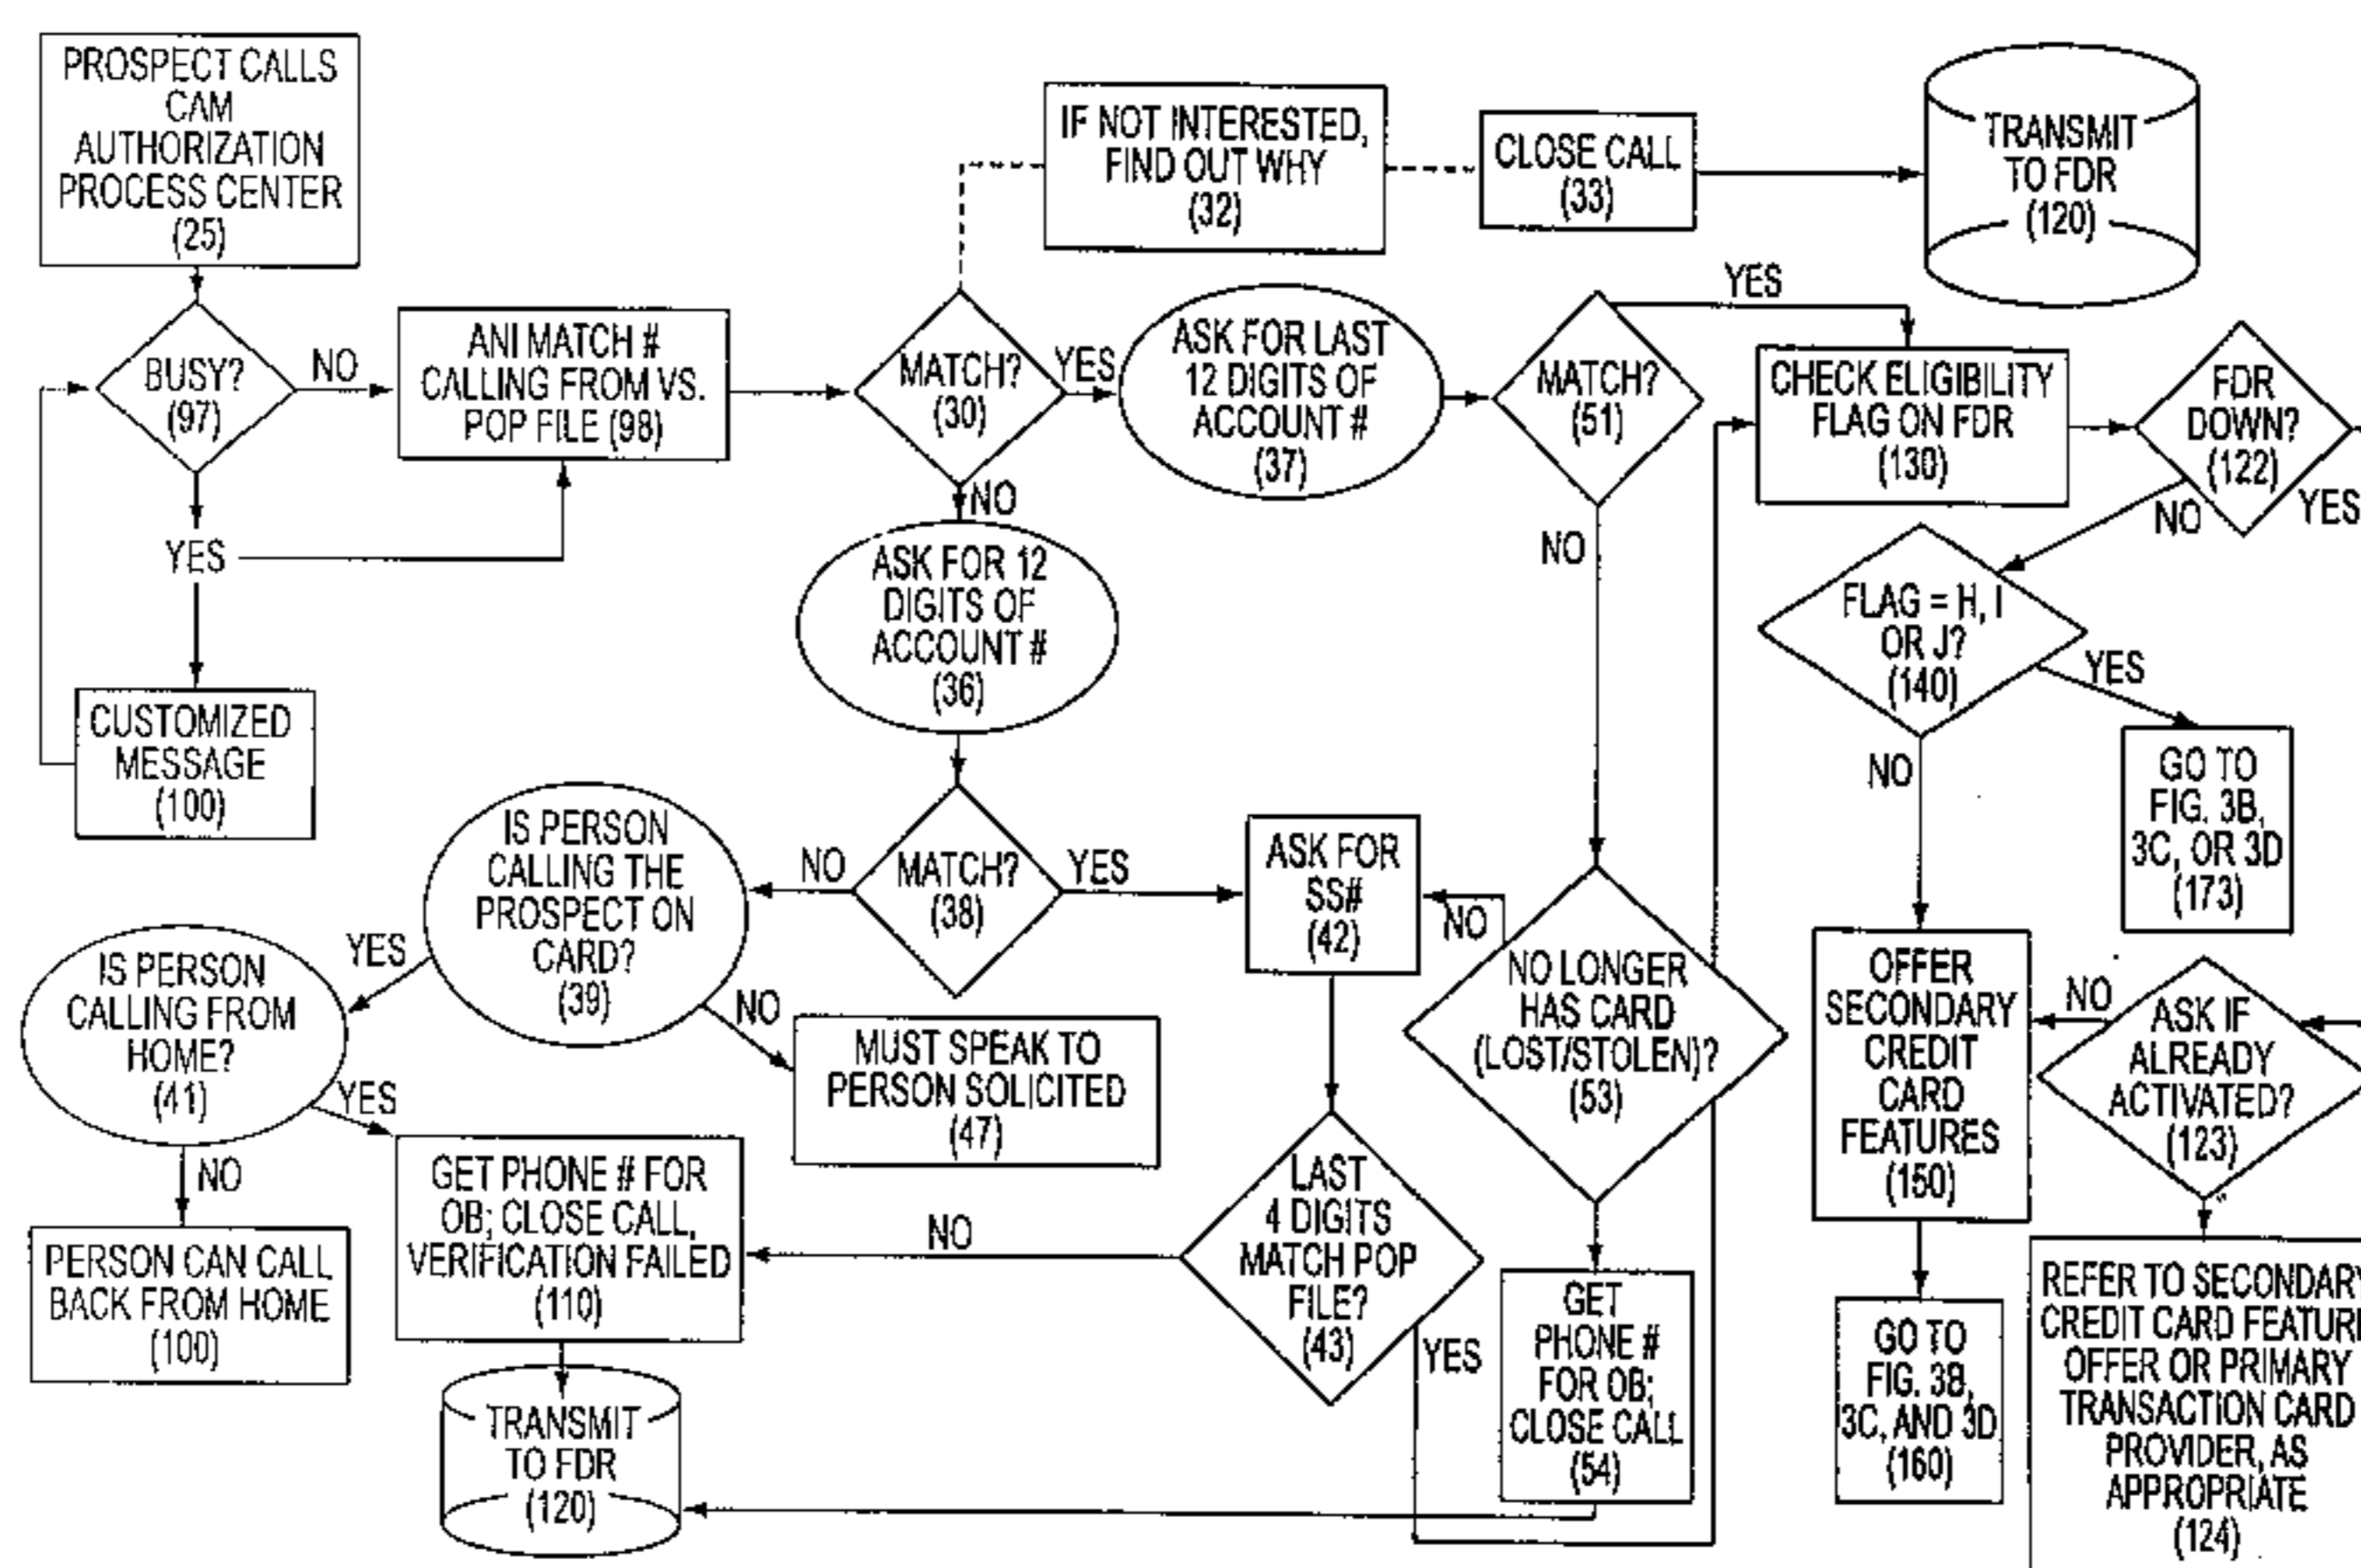 PROSPECT CALLS
CAM
AUTHORIZATION
PROCESS CENTER
(25)
BUSY?
(97)
NO
YES
CUSTOMIZED
MESSAGE
(100)
ANI MATCH #
CALLING FROM VS.
POP FILE (98)
MATCH?
(30)
YES
NO
IF NOT INTERESTED,
FIND OUT WHY
(32)
CLOSE CALL
(33)
TRANSMIT
TO FDR
(120)
ASK FOR LAST
12 DIGITS OF
ACCOUNT #
(37)
MATCH?
(51)
YES
NO
CHECK ELIGIBILITY
FLAG ON FDR
(130)
FDR
DOWN?
(122)
NO
YES
FLAG = H, I
OR J?
(140)
YES
NO
GO TO
FIG. 3B,
3C, OR 3D
(173)
ASK FOR 12
DIGITS OF
ACCOUNT #
(36)
MATCH?
(38)
NO
YES
IS PERSON
CALLING THE
PROSPECT ON
CARD?
(39)
YES
NO
IS PERSON
CALLING FROM
HOME?
(41)
YES
NO
PERSON CAN CALL
BACK FROM HOME
(100)
MUST SPEAK TO
PERSON SOLICITED
(47)
GET PHONE # FOR
OB; CLOSE CALL,
VERIFICATION FAILED
(110)
TRANSMIT
TO FDR
(120)
ASK FOR
SS#
(42)
LAST
4 DIGITS
MATCH POP
FILE?
(43)
NO
YES
NO LONGER
HAS CARD
(LOST/STOLEN)?
(53)
NO
GET
PHONE #
FOR OB;
CLOSE CALL
(54)
OFFER
SECONDARY
CREDIT
CARD
FEATURES
(150)
GO TO
FIG. 3B,
3C, AND 3D
(160)
ASK IF
ALREADY
ACTIVATED?
(123)
NO
REFER TO SECONDARY
CREDIT CARD FEATURE
OFFER OR PRIMARY
TRANSACTION CARD
PROVIDER, AS
APPROPRIATE
(124)